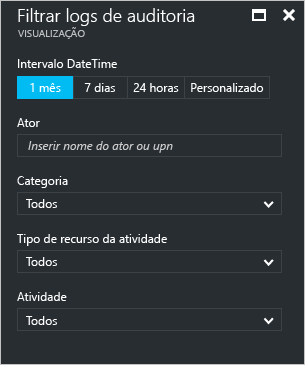 Filtrar logs de auditoria
VISUALIZAÇÃO
Intervalo DateTime
1 mês 7 dias 24 horas Personalizado
Ator
Inserir nome do ator ou upn
Categoria
Todos
Tipo de recurso da atividade
Todos
Atividade
Todos